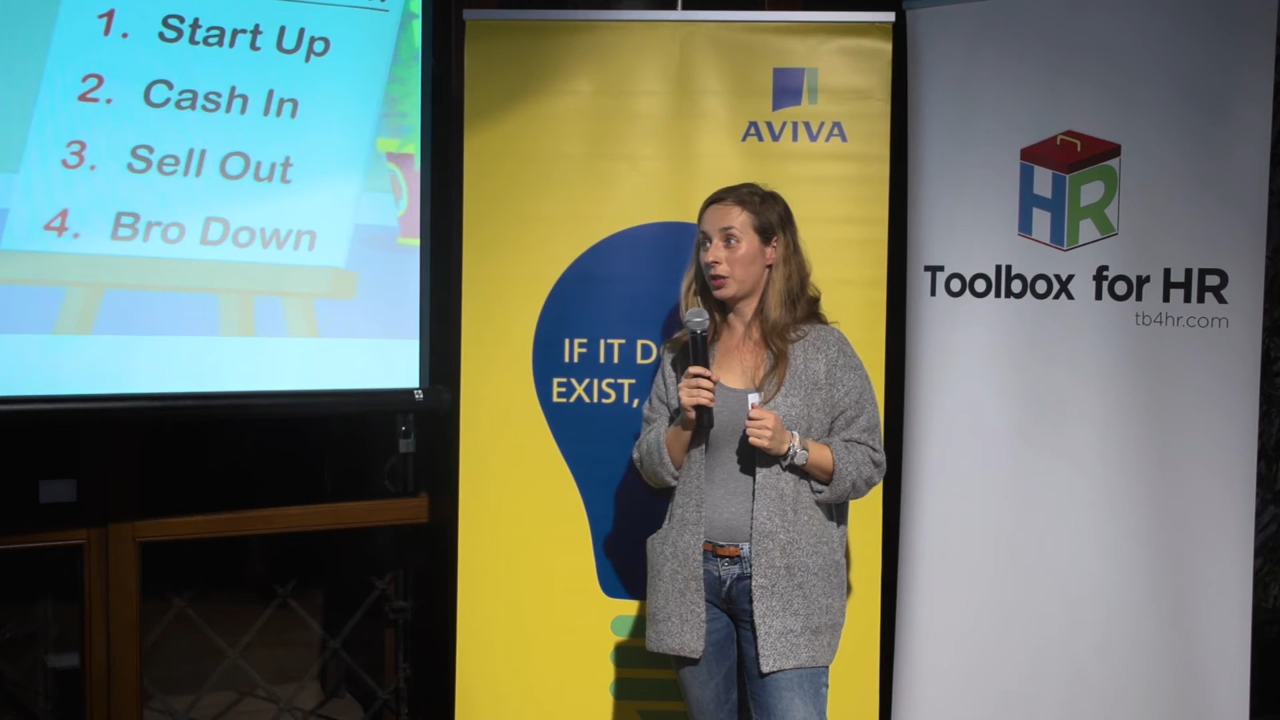 1. Start Up
2. Cash In
3. Sell Out
4. Bro Down
AVIVA
IF IT
EXIST,
HR
Toolbox for HR
tb4hr.com